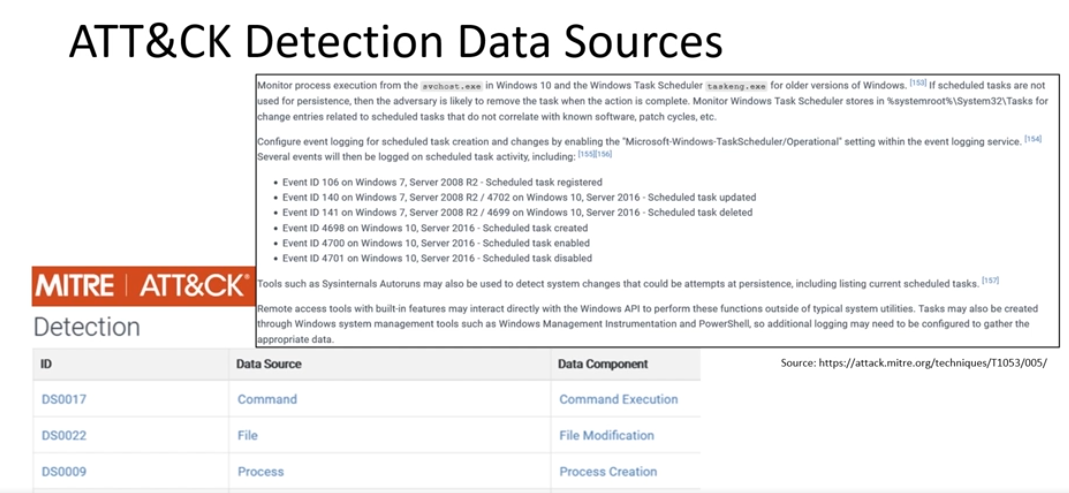 ATT&CK Detection Data Sources
Monitor process execution from the svchost.exe in Windows 10 and the Windows Task Scheduler taskeng.exe for older versions of Windows. [153] If scheduled tasks are not
used for persistence, then the adversary is likely to remove the task when the action is complete. Monitor Windows Task Scheduler stores in %systemroot%\System32\Tasks for
change entries related to scheduled tasks that do not correlate with known software, patch cycles, etc.
Configure event logging for scheduled task creation and changes by enabling the "Microsoft-Windows-TaskScheduler/Operational" setting within the event logging service. [154]
Several events will then be logged on scheduled task activity, including: [155][156]
• Event ID 106 on Windows 7, Server 2008 R2 - Scheduled task registered
• Event ID 140 on Windows 7, Server 2008 R2 / 4702 on Windows 10, Server 2016 - Scheduled task updated
• Event ID 141 on Windows 7, Server 2008 R2 / 4699 on Windows 10, Server 2016 - Scheduled task deleted
• Event ID 4698 on Windows 10, Server 2016 - Scheduled task created
• Event ID 4700 on Windows 10, Server 2016 - Scheduled task enabled
• Event ID 4701 on Windows 10, Server 2016 - Scheduled task disabled
Tools such as Sysinternals Autoruns may also be used to detect system changes that could be attempts at persistence, including listing current scheduled tasks. [157]
Remote access tools with built-in features may interact directly with the Windows API to perform these functions outside of typical system utilities. Tasks may also be created
through Windows system management tools such as Windows Management Instrumentation and PowerShell, so additional logging may need to be configured to gather the
appropriate data.
MITRE | ATT&CK®
Detection
Source: https://attack.mitre.org/techniques/T1053/005/
ID Data Source Data Component
DS0017 Command Command Execution
DS0022 File File Modification
DS0009 Process Process Creation